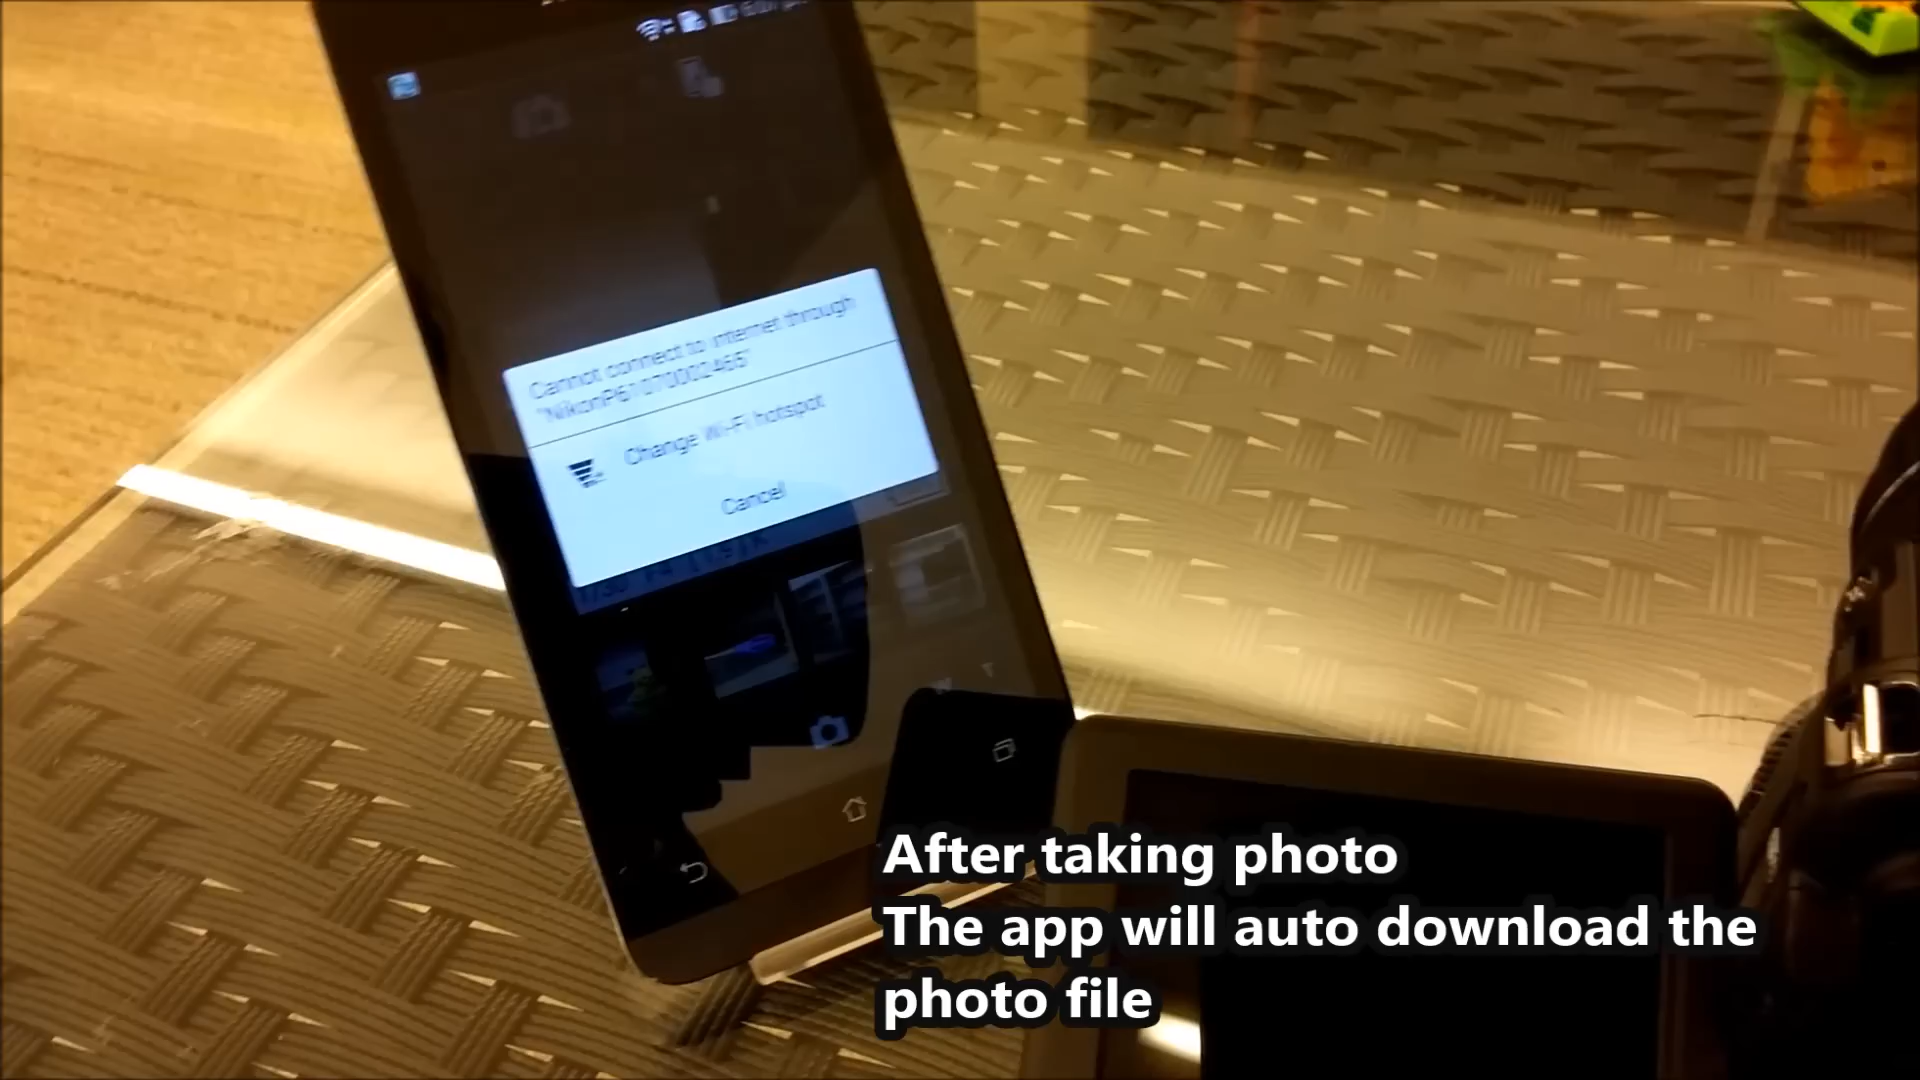 Cannot connect to internet through
Change Wi-Fi hotspot
Cancel
After taking photo
The app will auto download the
photo file